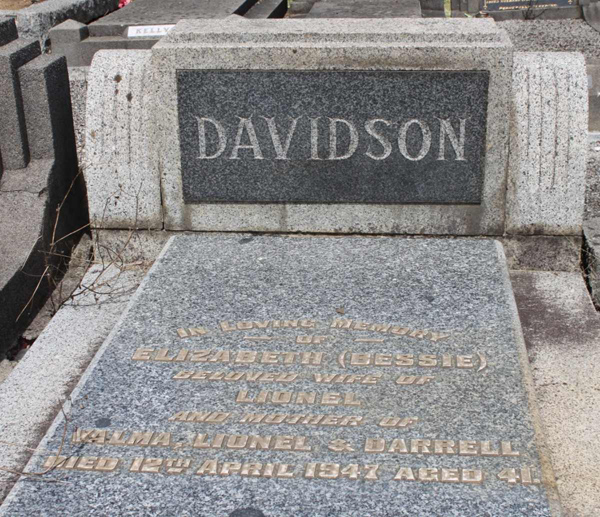 KELLY
DAVIDSON
IN LOVING MEMORY
OF
ELIZABETH (BESSIE)
BELOVED WIFE OF
LIONEL
AND MOTHER OF
VALMA, LIONEL & DARRELL
DIED 12TH APRIL 1947 AGED 41.